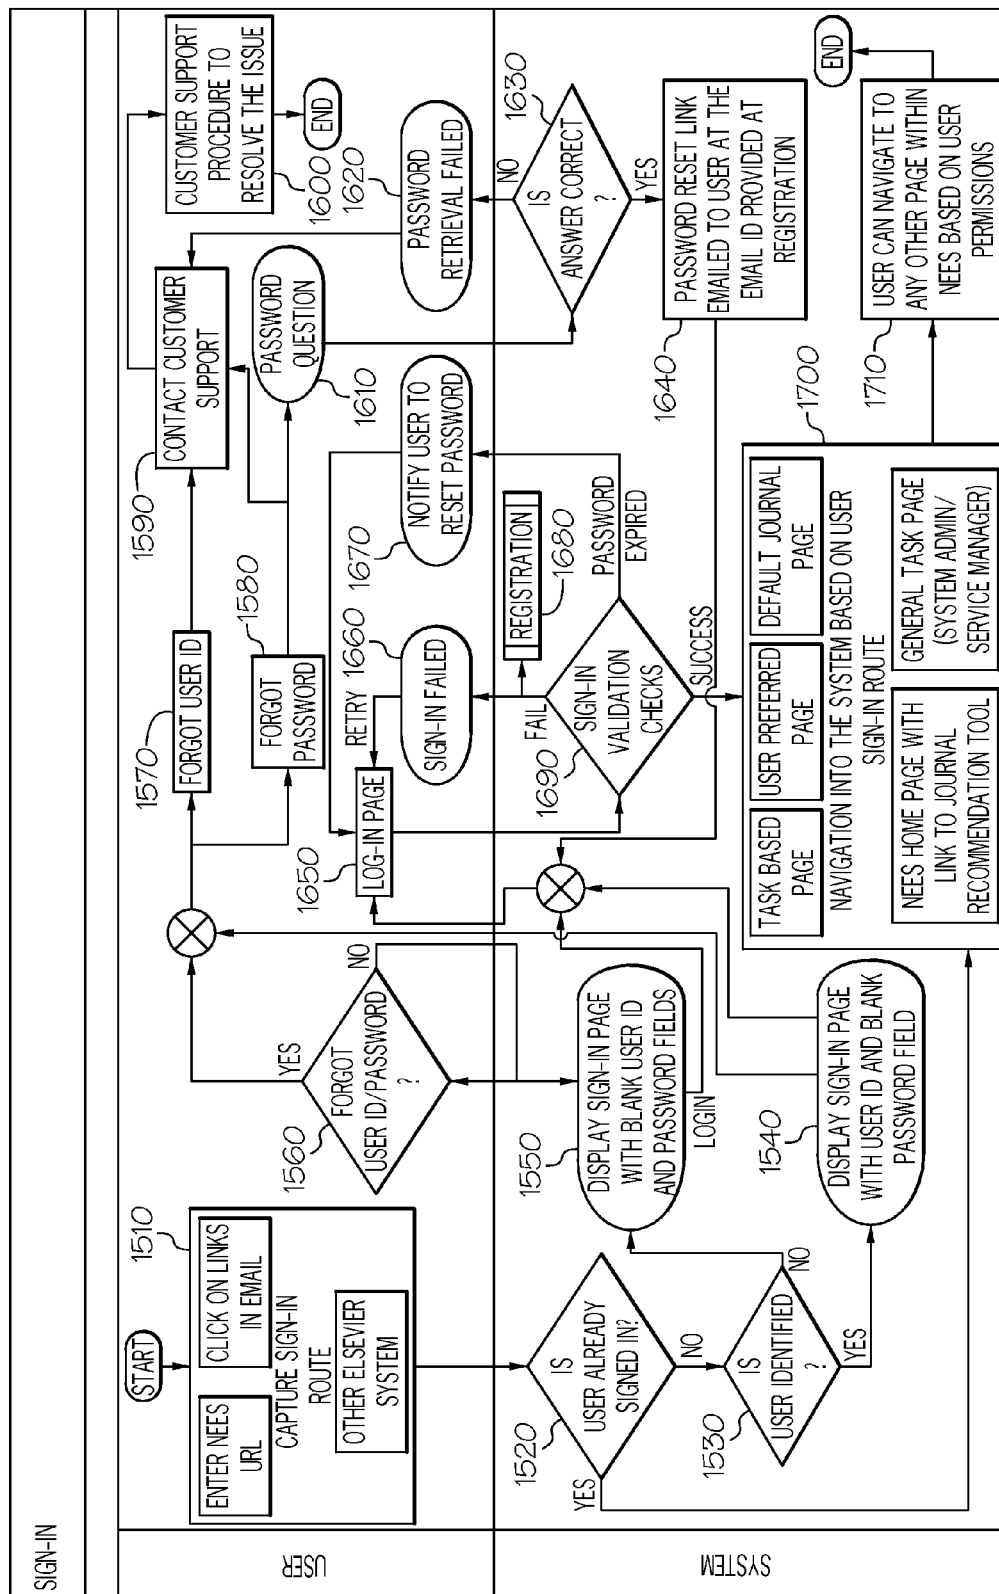 SIGN-IN
USER
START
1510
ENTER NEES
URL
CLICK ON LINKS
IN EMAIL
CAPTURE SIGN-IN
ROUTE
OTHER ELSEVIER
SYSTEM
1560
FORGOT
USER ID/PASSWORD
?
YES
NO
1570
FORGOT USER ID
1580
FORGOT
PASSWORD
1590
CONTACT CUSTOMER
SUPPORT
CUSTOMER SUPPORT
PROCEDURE TO
RESOLVE THE ISSUE
1600
END
PASSWORD
QUESTION
1610
1620
PASSWORD
RETRIEVAL FAILED
1650
LOG-IN PAGE
RETRY
1660
SIGN-IN FAILED
1670
NOTIFY USER TO
RESET PASSWORD
SYSTEM
1520
IS
USER ALREADY
SIGNED IN?
YES
NO
1530
IS
USER IDENTIFIED
?
NO
YES
1550
DISPLAY SIGN-IN PAGE
WITH BLANK USER ID
AND PASSWORD FIELDS
LOGIN
1540
DISPLAY SIGN-IN PAGE
WITH USER ID AND BLANK
PASSWORD FIELD
REGISTRATION
1680
FAIL
1690
SIGN-IN
VALIDATION
CHECKS
PASSWORD
EXPIRED
SUCCESS
1630
NO
IS
ANSWER CORRECT
?
YES
1640
PASSWORD RESET LINK
EMAILED TO USER AT THE
EMAIL ID PROVIDED AT
REGISTRATION
1700
TASK BASED
PAGE
USER PREFERRED
PAGE
DEFAULT JOURNAL
PAGE
NAVIGATION INTO THE SYSTEM BASED ON USER
SIGN-IN ROUTE
NEES HOME PAGE WITH
LINK TO JOURNAL
RECOMMENDATION TOOL
GENERAL TASK PAGE
(SYSTEM ADMIN/
SERVICE MANAGER)
1710
USER CAN NAVIGATE TO
ANY OTHER PAGE WITHIN
NEES BASED ON USER
PERMISSIONS
END